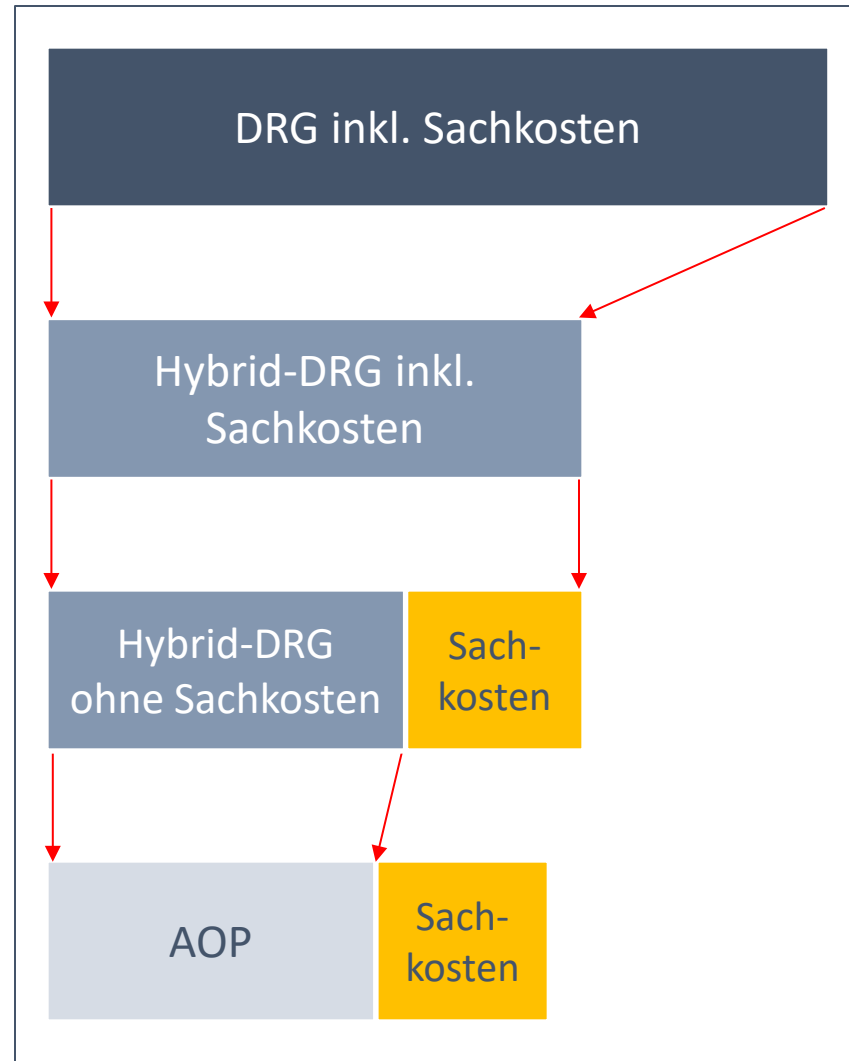 DRG inkl. Sachkosten
Hybrid-DRG inkl.
Sachkosten
Hybrid-DRG
ohne Sachkosten
Sach-
kosten
AOP
Sach-
kosten